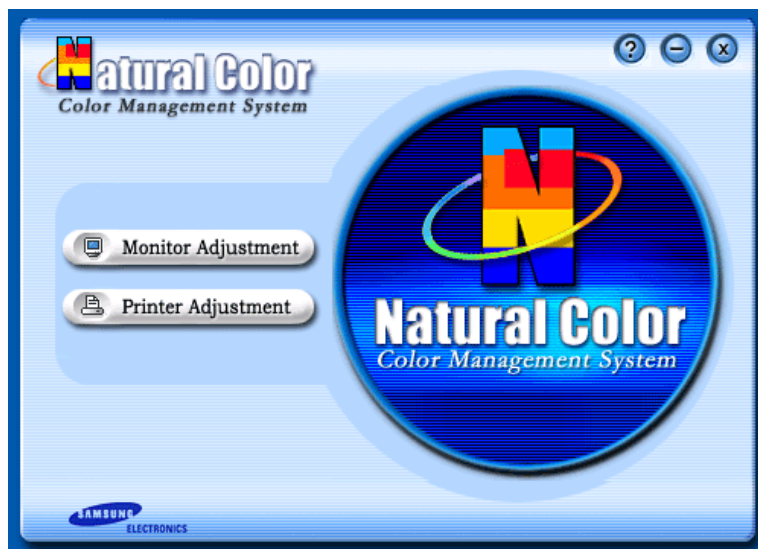 Natural Color
Color Management System
? – x
Monitor Adjustment
Printer Adjustment
N
Natural Color
Color Management System
SAMSUNG
ELECTRONICS